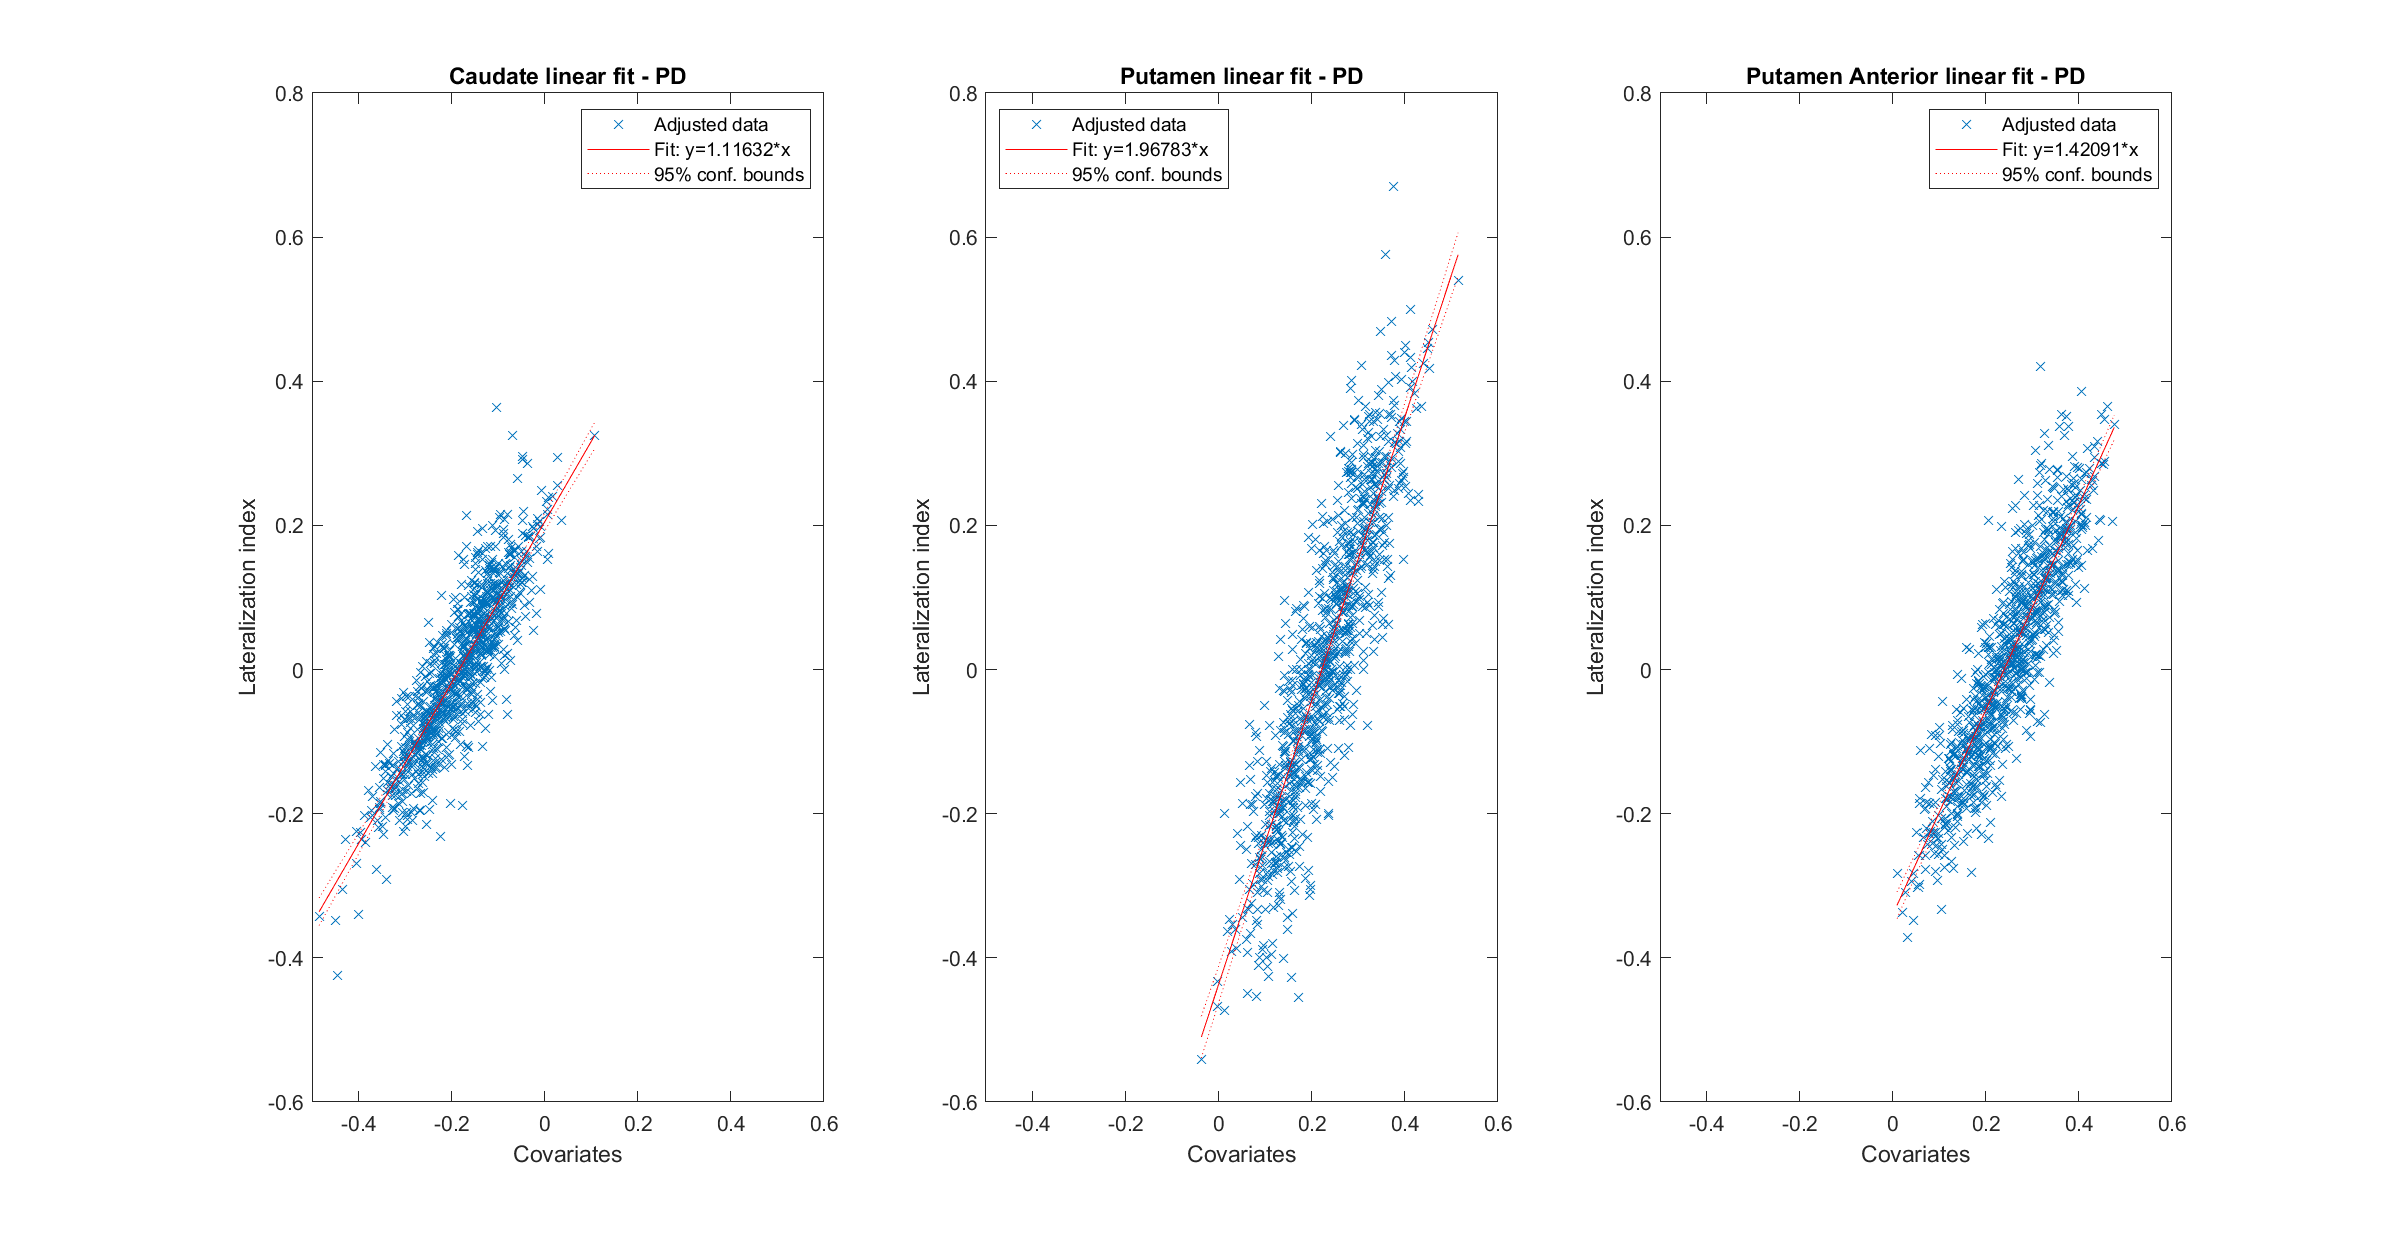 Caudate linear fit - PD
Adjusted data
Fit: y=1.11632*x
95% conf. bounds
0.8
0.6
0.4
0.2
0
-0.2
-0.4
-0.6
Lateralization index
-0.4 -0.2 0 0.2 0.4 0.6
Covariates
Putamen linear fit - PD
Adjusted data
Fit: y=1.96783*x
95% conf. bounds
0.8
0.6
0.4
0.2
0
-0.2
-0.4
-0.6
Lateralization index
-0.4 -0.2 0 0.2 0.4 0.6
Covariates
Putamen Anterior linear fit - PD
Adjusted data
Fit: y=1.42091*x
95% conf. bounds
0.8
0.6
0.4
0.2
0
-0.2
-0.4
-0.6
Lateralization index
-0.4 -0.2 0 0.2 0.4 0.6
Covariates